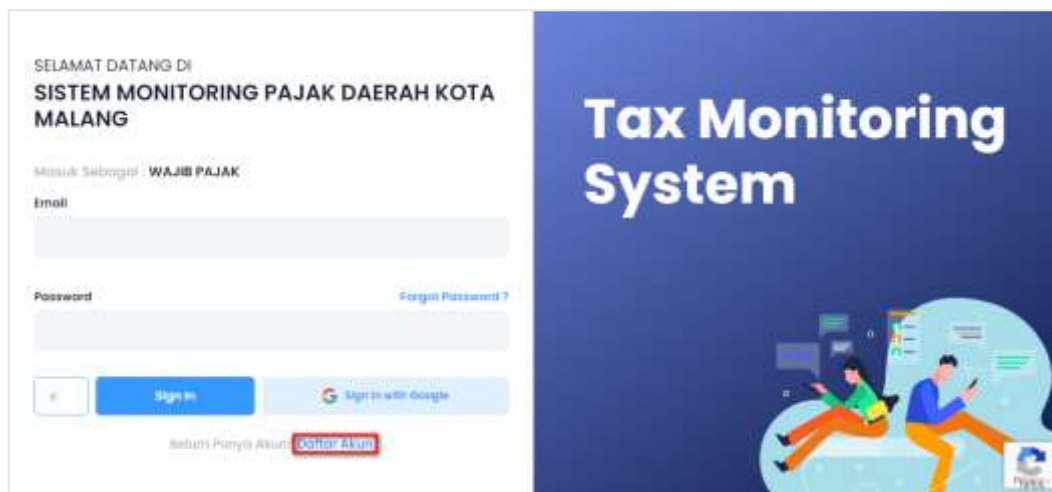 SELAMAT DATANG DI
SISTEM MONITORING PAJAK DAERAH KOTA
MALANG
Masuk Sebagai : WAJIB PAJAK
Email
Password
Forgot Password ?
Sign In
Sign In with Google
Belum Punya Akun? Daftar Akun
Tax Monitoring
System